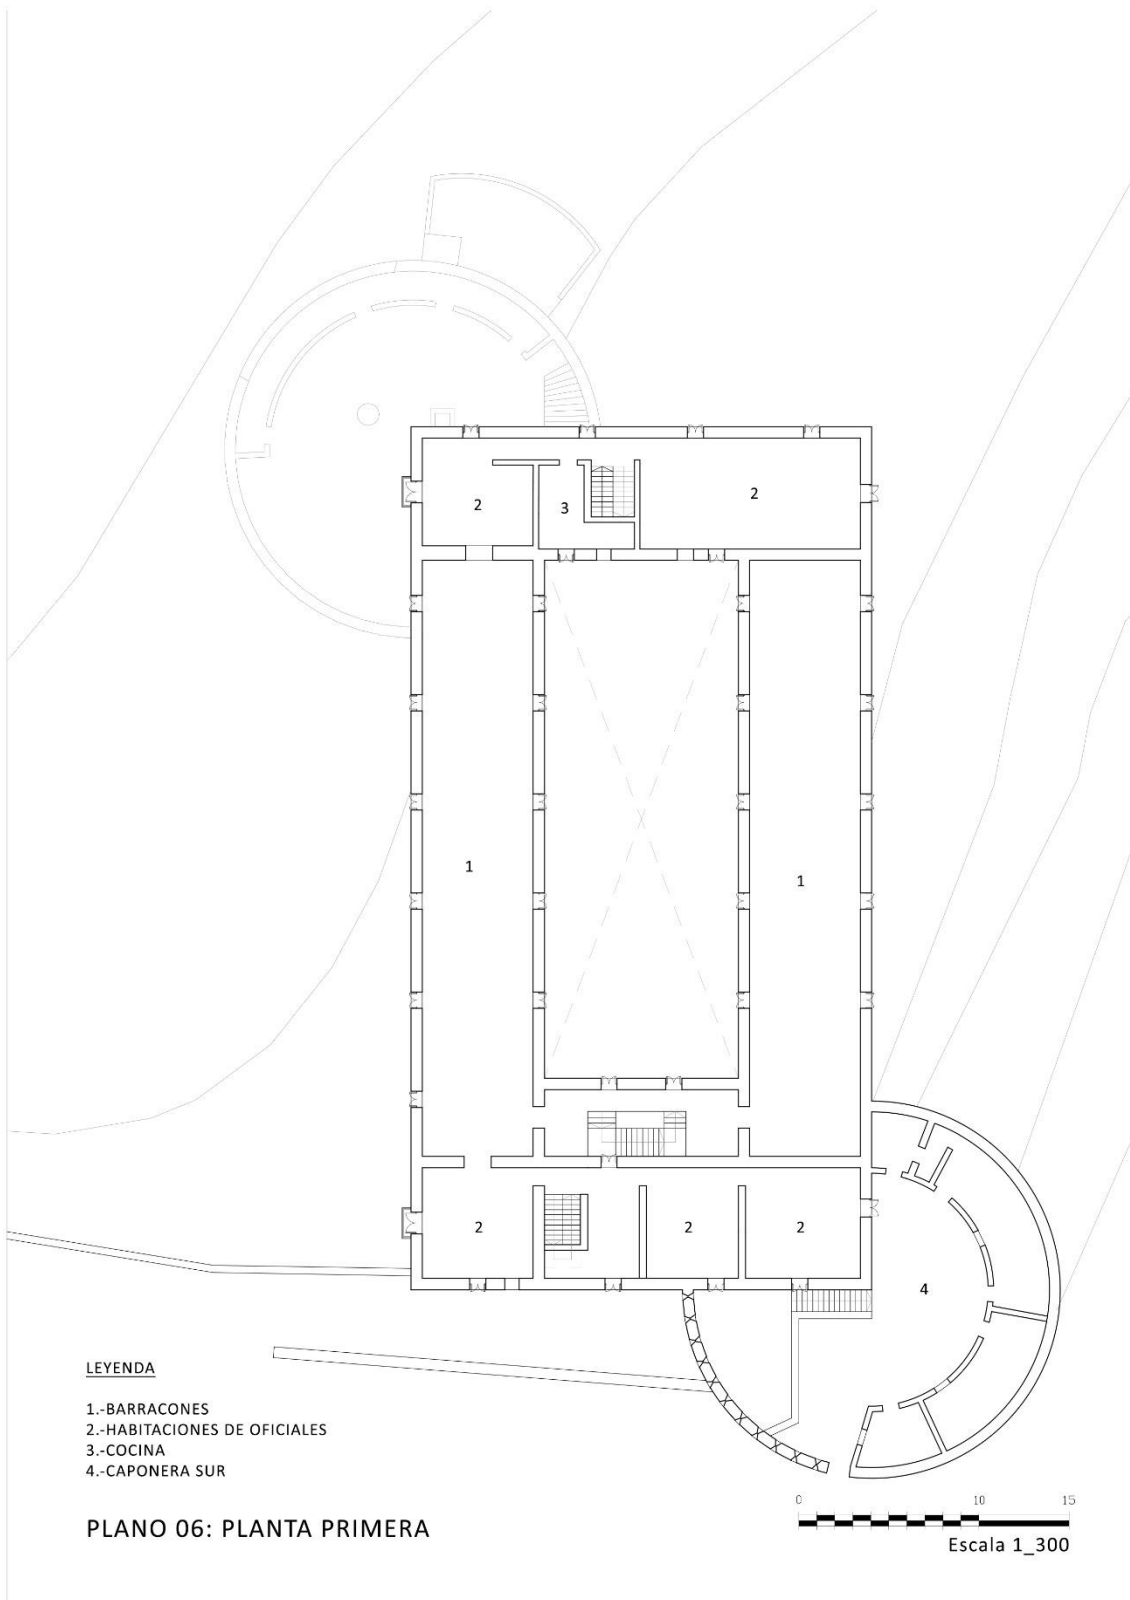 2
3
2
1
1
2
2
2
4
LEYENDA
1.-BARRACONES
2.-HABITACIONES DE OFICIALES
3.-COCINA
4.-CAPONERA SUR
PLANO 06: PLANTA PRIMERA
0 10 15
Escala 1_300